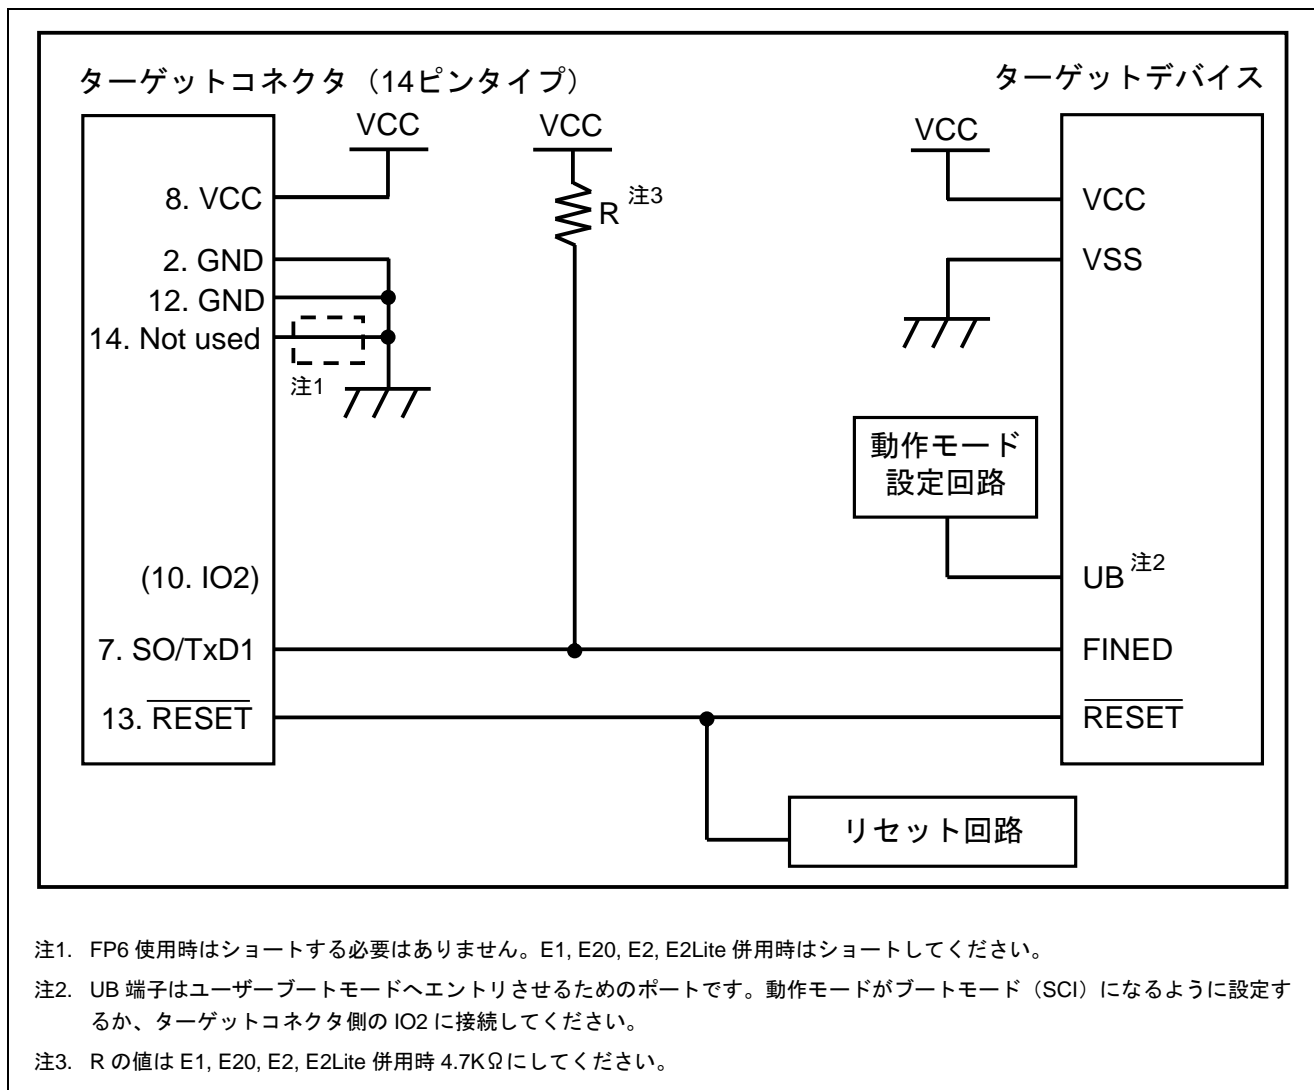 ターゲットコネクタ（14ピンタイプ）
ターゲットデバイス
VCC
VCC
VCC
8. VCC
R 注3
VCC
2. GND
VSS
12. GND
14. Not used
注1
動作モード
設定回路
(10. IO2)
UB 注2
7. SO/TxD1
FINED
13. RESET
RESET
リセット回路
注1. FP6 使用時はショートする必要はありません。E1, E20, E2, E2Lite 併用時はショートしてください。
注2. UB 端子はユーザーブートモードへエントリさせるためのポートです。動作モードがブートモード（SCI）になるように設定す
るか、ターゲットコネクタ側の IO2 に接続してください。
注3. R の値は E1, E20, E2, E2Lite 併用時 4.7KΩにしてください。